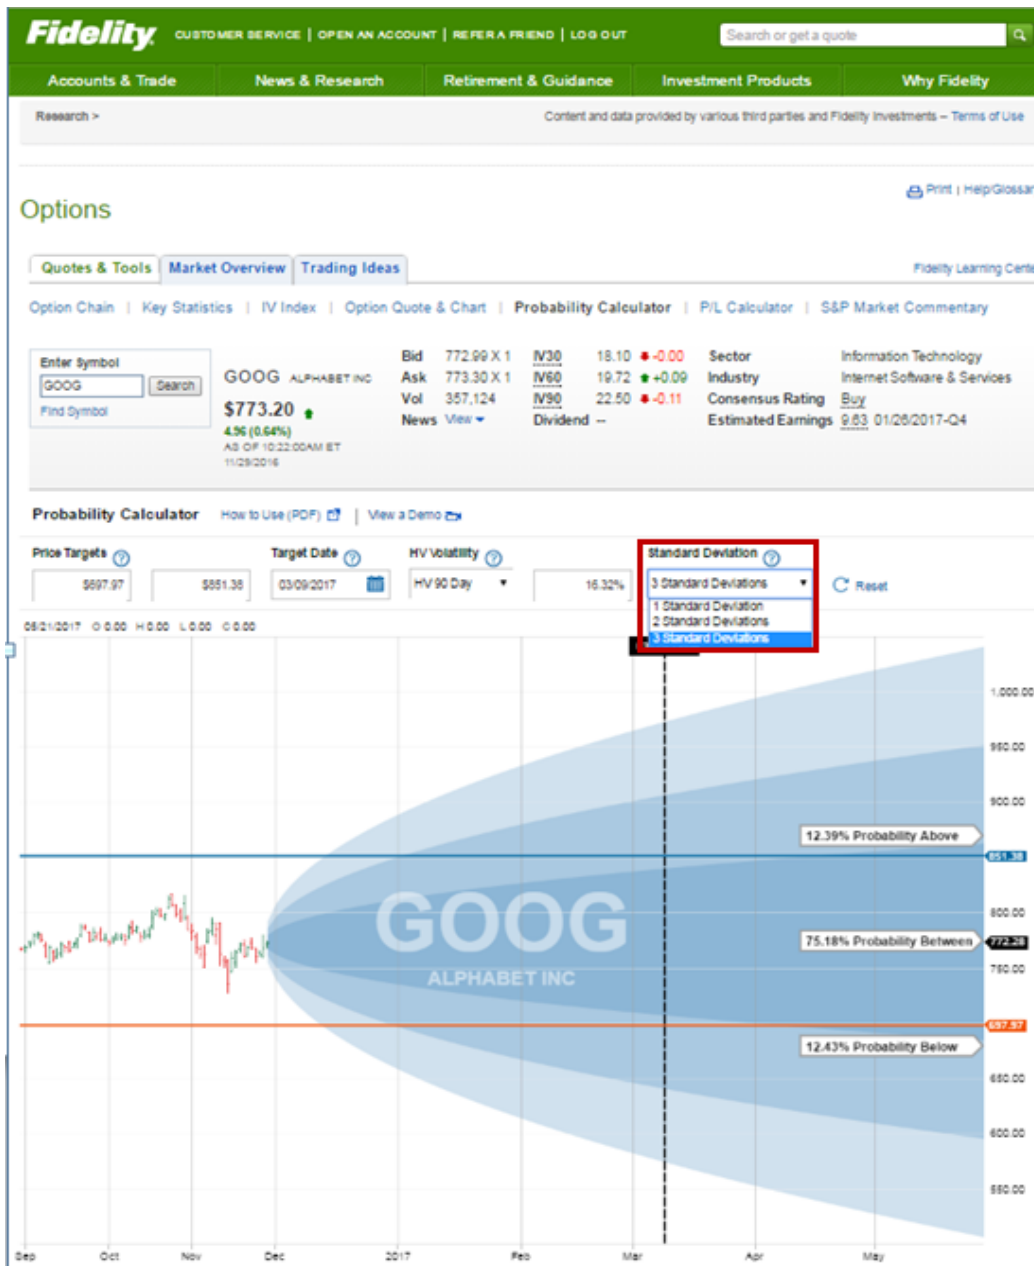 Fidelity
CUSTOMER SERVICE | OPEN AN ACCOUNT | REFER A FRIEND | LOG OUT
Search or get a quote
Accounts & Trade News & Research Retirement & Guidance Investment Products Why Fidelity
Research > Content and data provided by various third parties and Fidelity Investments – Terms of Use
Print | Help/Glossar
Options
Quotes & Tools Market Overview Trading Ideas Fidelity Learning Cente
Option Chain | Key Statistics | IV Index | Option Quote & Chart | Probability Calculator | P/L Calculator | S&P Market Commentary
Enter Symbol
GOOG Search
Find Symbol
GOOG ALPHABET INC
$773.20
4.96 (0.64%)
AS OF 10:22:00AM ET
11/29/2016
Bid 772.99 X 1 IV30 18.10 -0.00 Sector Information Technology
Ask 773.30 X 1 IV60 19.72 +0.09 Industry Internet Software & Services
Vol 357,124 IV90 22.50 -0.11 Consensus Rating Buy
News View Dividend -- Estimated Earnings 9.63 01/26/2017-Q4
Probability Calculator How to Use (PDF) | View a Demo
Price Targets ? Target Date ? HV Volatility ? Standard Deviation ?
$697.97 $851.38 03/09/2017 HV 90 Day 16.32% 3 Standard Deviations Reset
1 Standard Deviation
2 Standard Deviations
3 Standard Deviations
05/21/2017 O 0.00 H 0.00 L 0.00 C 0.00
1,000.00
950.00
900.00
12.39% Probability Above
851.38
GOOG
ALPHABET INC
800.00
75.18% Probability Between
772.28
750.00
697.97
12.43% Probability Below
650.00
600.00
550.00
Sep Oct Nov Dec 2017 Feb Mar Apr May